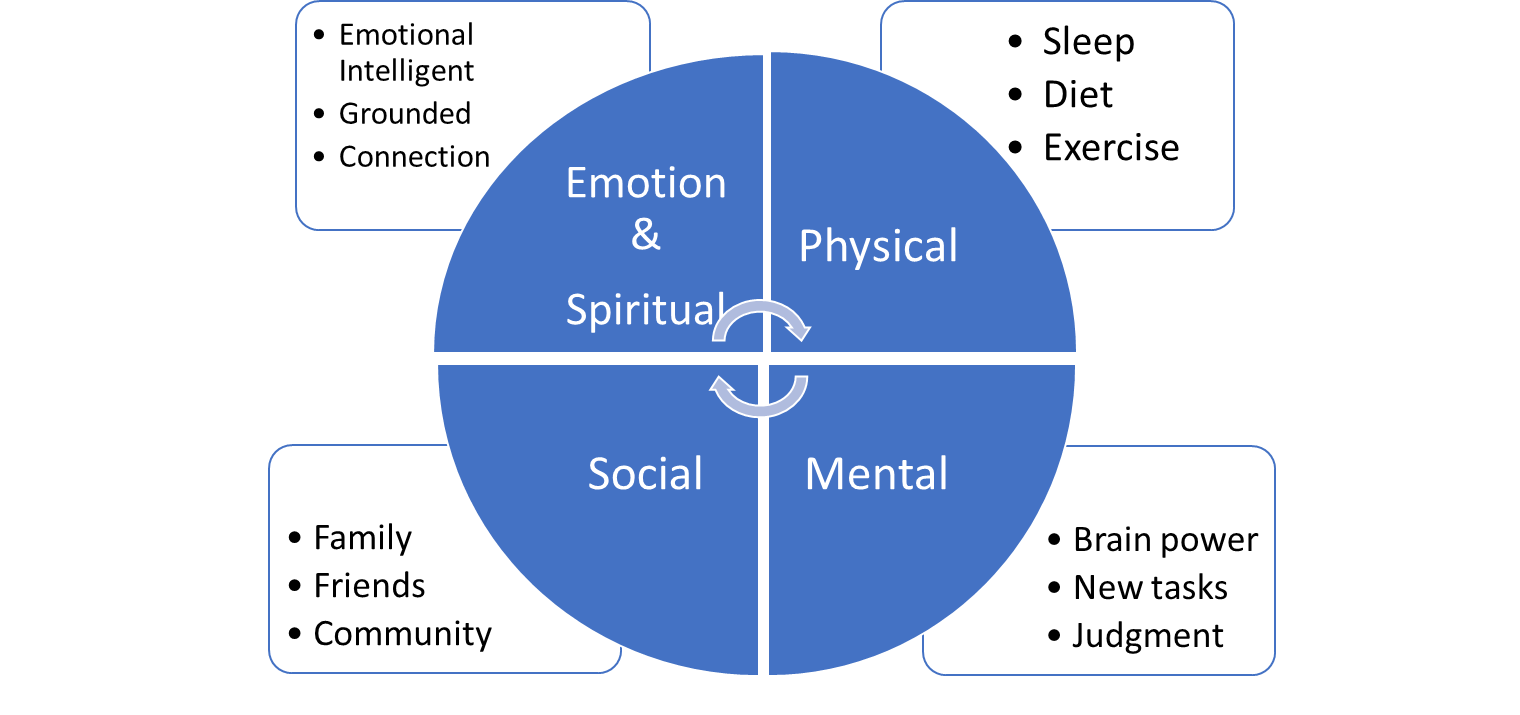 • Emotional
Intelligent
• Grounded
• Connection
• Sleep
• Diet
• Exercise
Emotion
&
Spiritual
Physical
Social
Mental
• Family
• Friends
• Community
• Brain power
• New tasks
• Judgment